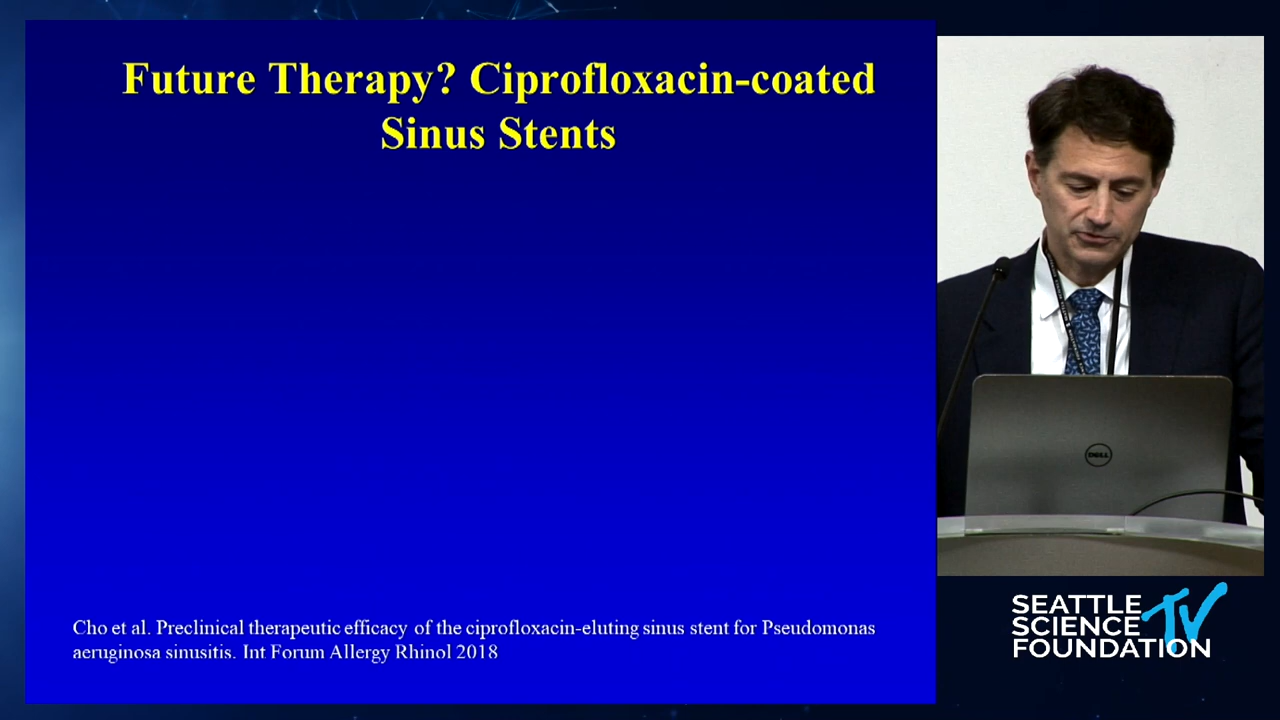 Future Therapy? Ciprofloxacin-coated
Sinus Stents
Cho et al. Preclinical therapeutic efficacy of the ciprofloxacin-eluting sinus stent for Pseudomonas
aeruginosa sinusitis. Int Forum Allergy Rhinol 2018
DELL
SEATTLE
SCIENCE
FOUNDATION
TV